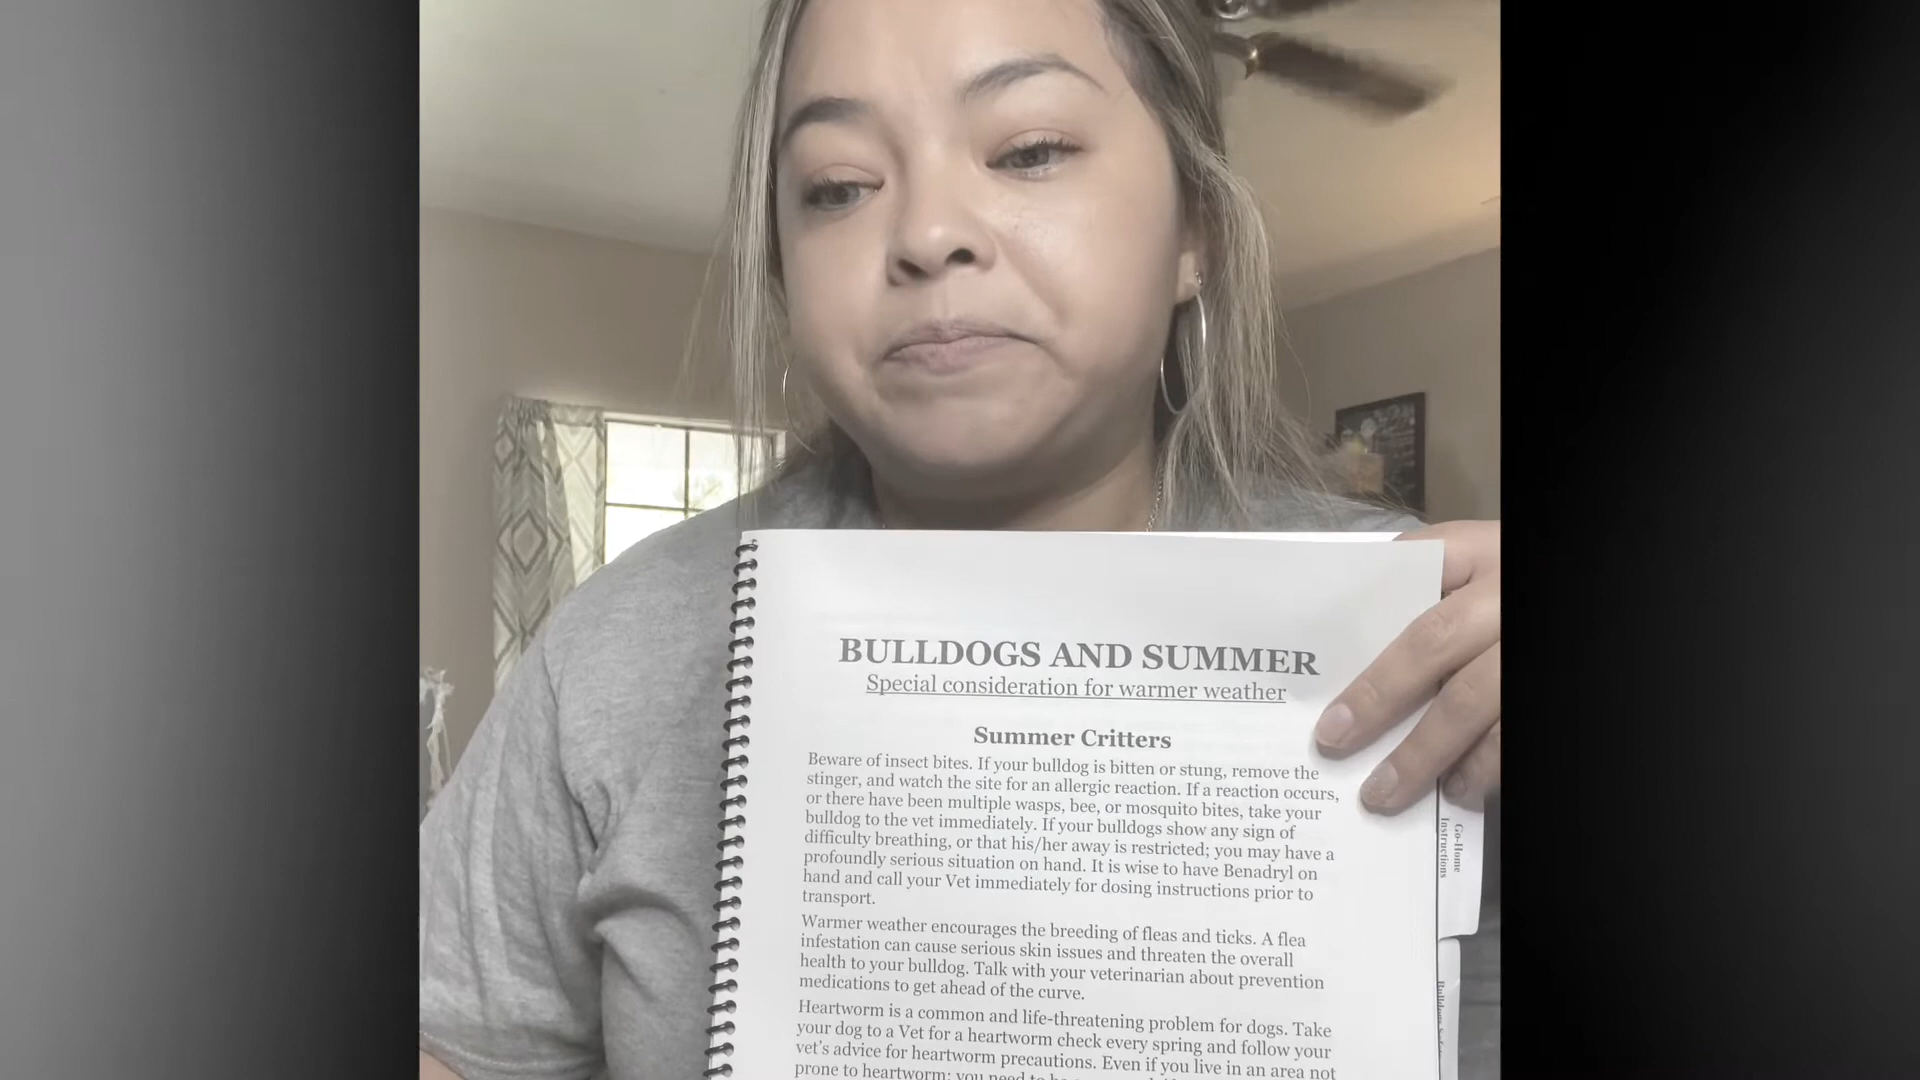 BULLDOGS AND SUMMER
Special consideration for warmer weather
Summer Critters
Beware of insect bites. If your bulldog is bitten or stung, remove the
stinger, and watch the site for an allergic reaction. If a reaction occurs,
or there have been multiple wasps, bee, or mosquito bites, take your
bulldog to the vet immediately. If your bulldogs show any sign of
difficulty breathing, or that his/her away is restricted; you may have a
profoundly serious situation on hand. It is wise to have Benadryl on
hand and call your Vet immediately for dosing instructions prior to
transport.
Warmer weather encourages the breeding of fleas and ticks. A flea
infestation can cause serious skin issues and threaten the overall
health to your bulldog. Talk with your veterinarian about prevention
medications to get ahead of the curve.
Heartworm is a common and life-threatening problem for dogs. Take
your dog to a Vet for a heartworm check every spring and follow your
vet's advice for heartworm precautions. Even if you live in an area not
prone to heartworm; you need to
Go-Home
Instructions